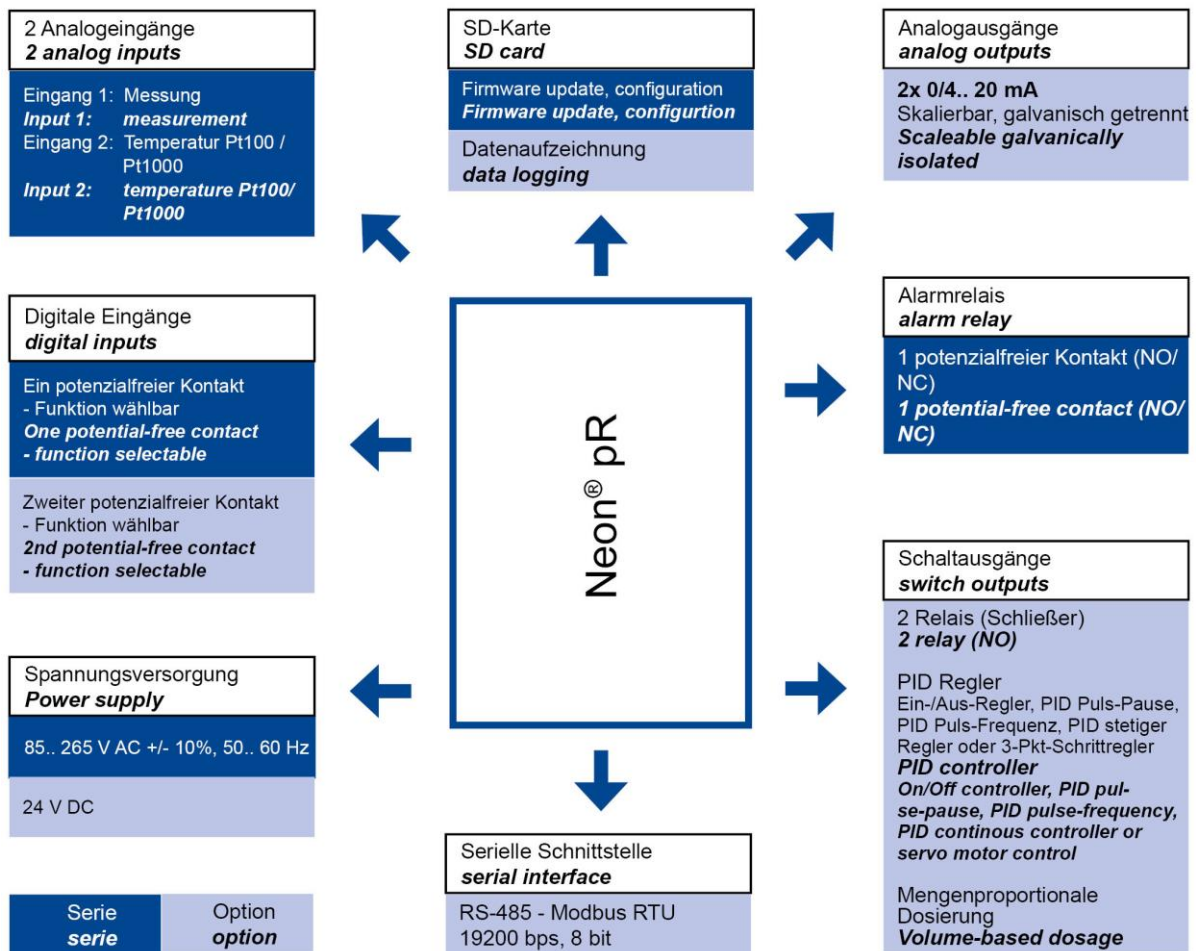 2 Analogeingänge
2 analog inputs
Eingang 1: Messung
Input 1: measurement
Eingang 2: Temperatur Pt100 /
Pt1000
Input 2: temperature Pt100/
Pt1000
SD-Karte
SD card
Firmware update, configuration
Firmware update, configurtion
Datenaufzeichnung
data logging
Analogausgänge
analog outputs
2x 0/4.. 20 mA
Skalierbar, galvanisch getrennt
Scaleable galvanically
isolated
Digitale Eingänge
digital inputs
Ein potenzialfreier Kontakt
- Funktion wählbar
One potential-free contact
- function selectable
Zweiter potenzialfreier Kontakt
- Funktion wählbar
2nd potential-free contact
- function selectable
Neon® pR
Alarmrelais
alarm relay
1 potenzialfreier Kontakt (NO/
NC)
1 potential-free contact (NO/
NC)
Spannungsversorgung
Power supply
85.. 265 V AC +/- 10%, 50.. 60 Hz
24 V DC
Schaltausgänge
switch outputs
2 Relais (Schließer)
2 relay (NO)
PID Regler
Ein-/Aus-Regler, PID Puls-Pause,
PID Puls-Frequenz, PID stetiger
Regler oder 3-Pkt-Schrittregler
PID controller
On/Off controller, PID pul-
se-pause, PID pulse-frequency,
PID continous controller or
servo motor control
Mengenproportionale
Dosierung
Volume-based dosage
Serielle Schnittstelle
serial interface
RS-485 - Modbus RTU
19200 bps, 8 bit
Serie
serie
Option
option